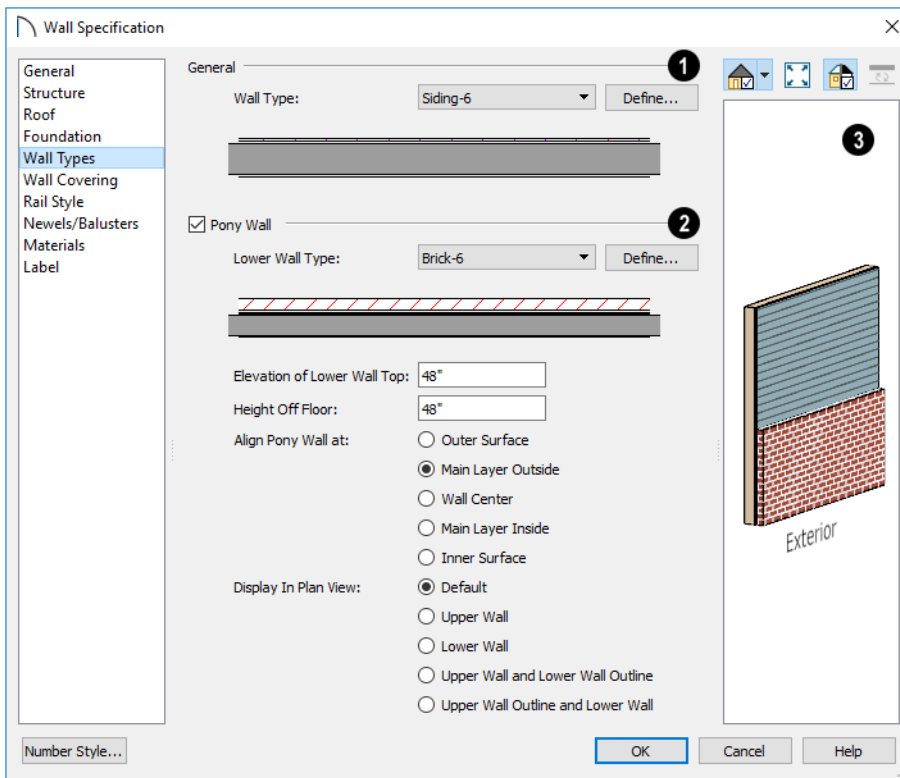 Wall Specification
General
Structure
Roof
Foundation
Wall Types
Wall Covering
Rail Style
Newels/Balusters
Materials
Label
General
1
Wall Type:
Siding-6
Define...
Pony Wall
2
Lower Wall Type:
Brick-6
Define...
Elevation of Lower Wall Top:
48"
Height Off Floor:
48"
Align Pony Wall at:
Outer Surface
Main Layer Outside
Wall Center
Main Layer Inside
Inner Surface
Display In Plan View:
Default
Upper Wall
Lower Wall
Upper Wall and Lower Wall Outline
Upper Wall Outline and Lower Wall
3
Exterior
Number Style...
OK
Cancel
Help